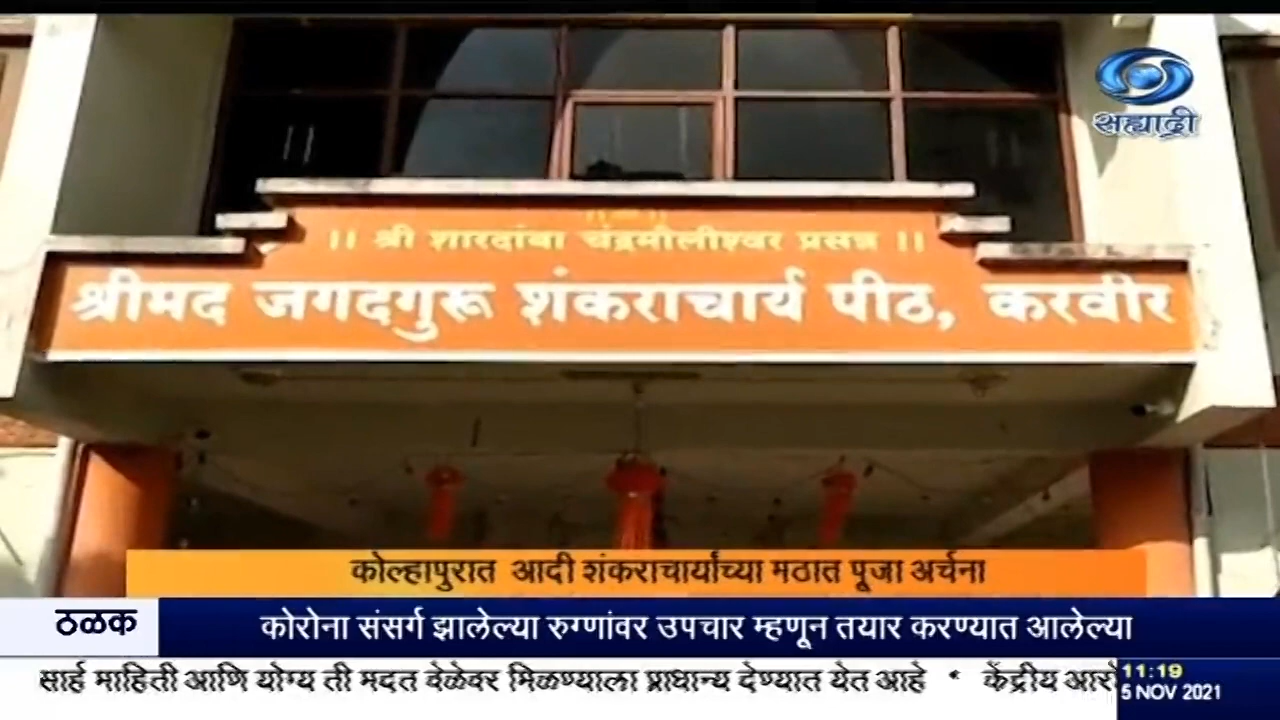 सह्याद्री
।। श्री शारदांबा चंद्रमौलीश्वर प्रसन्न ।।
श्रीमद जगदगुरू शंकराचार्य पीठ, करवीर
कोल्हापुरात आदी शंकराचार्यांच्या मठात पूजा अर्चना
ठळक
कोरोना संसर्ग झालेल्या रुग्णांवर उपचार म्हणून तयार करण्यात आलेल्या
सार्ह माहिती आणि योग्य ती मदत वेळेवर मिळण्याला प्राधान्य देण्यात येत आहे * केंद्रीय आरो
11:19
5 NOV 2021